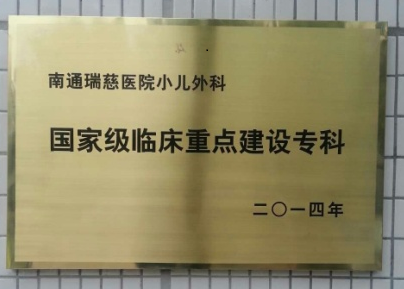 南通瑞慈医院小儿外科
国家级临床重点建设专科
二〇一四年